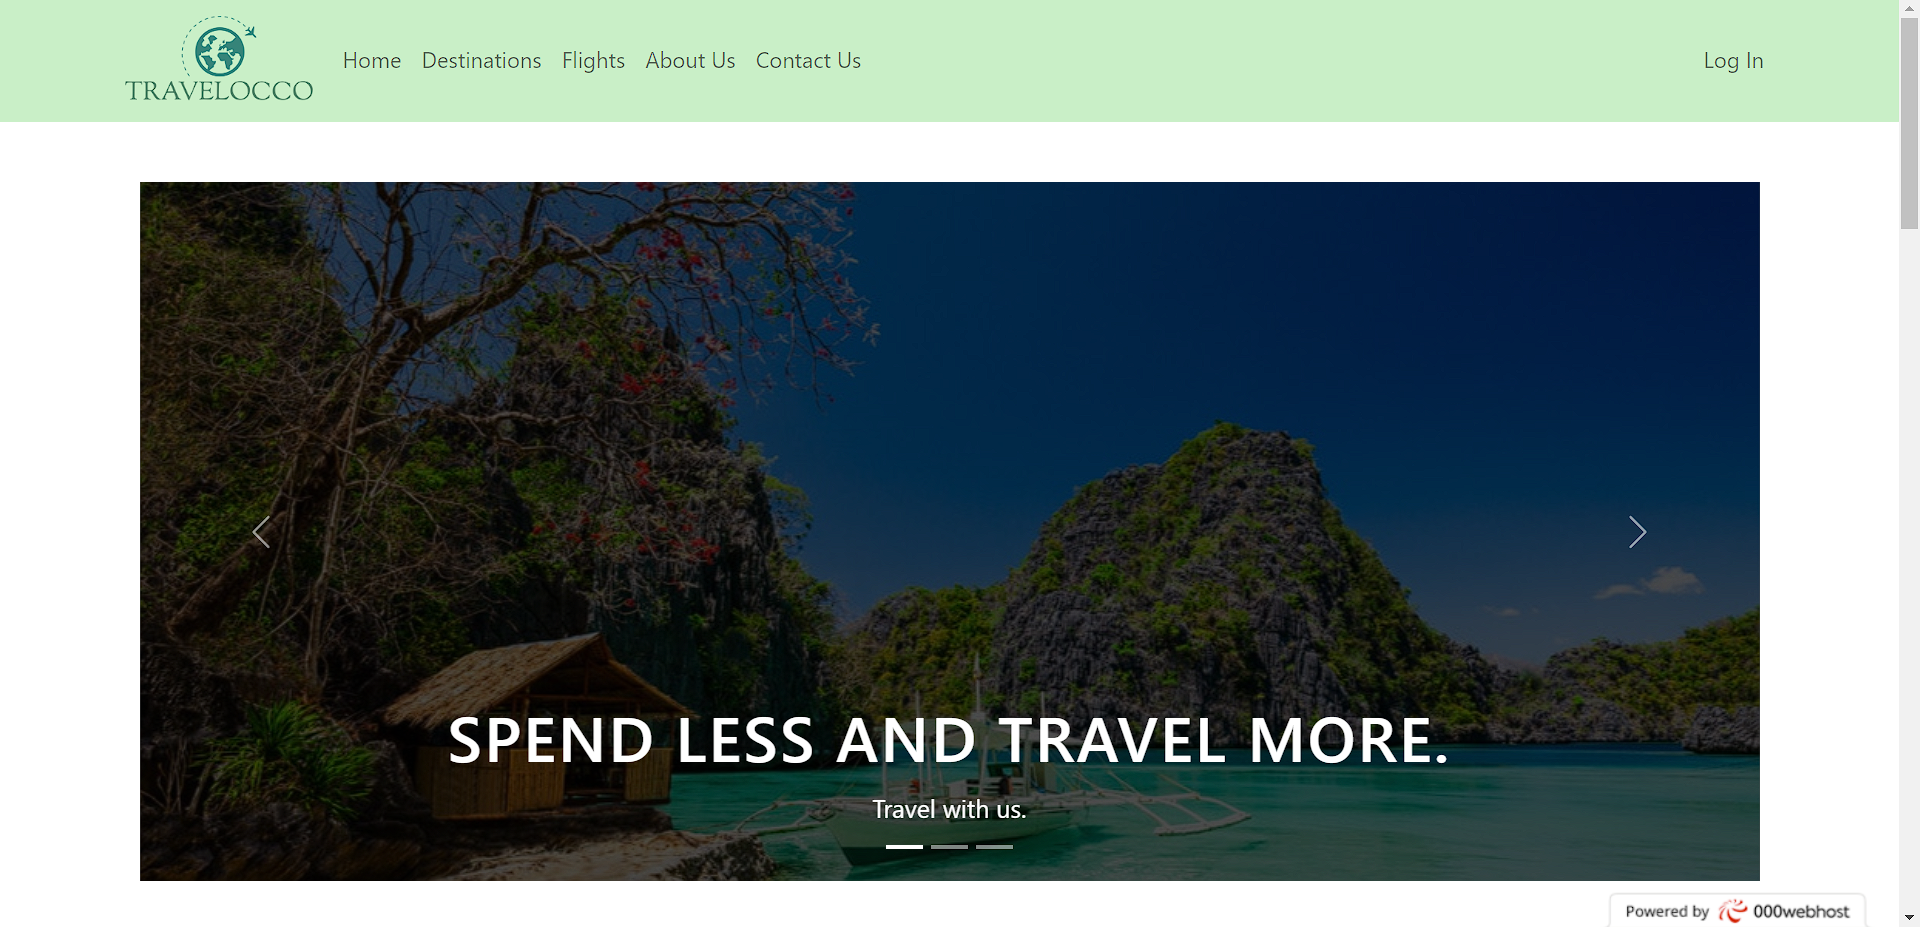 TRAVELOCCO
Home Destinations Flights About Us Contact Us Log In
SPEND LESS AND TRAVEL MORE.
Travel with us.
Powered by 000webhost